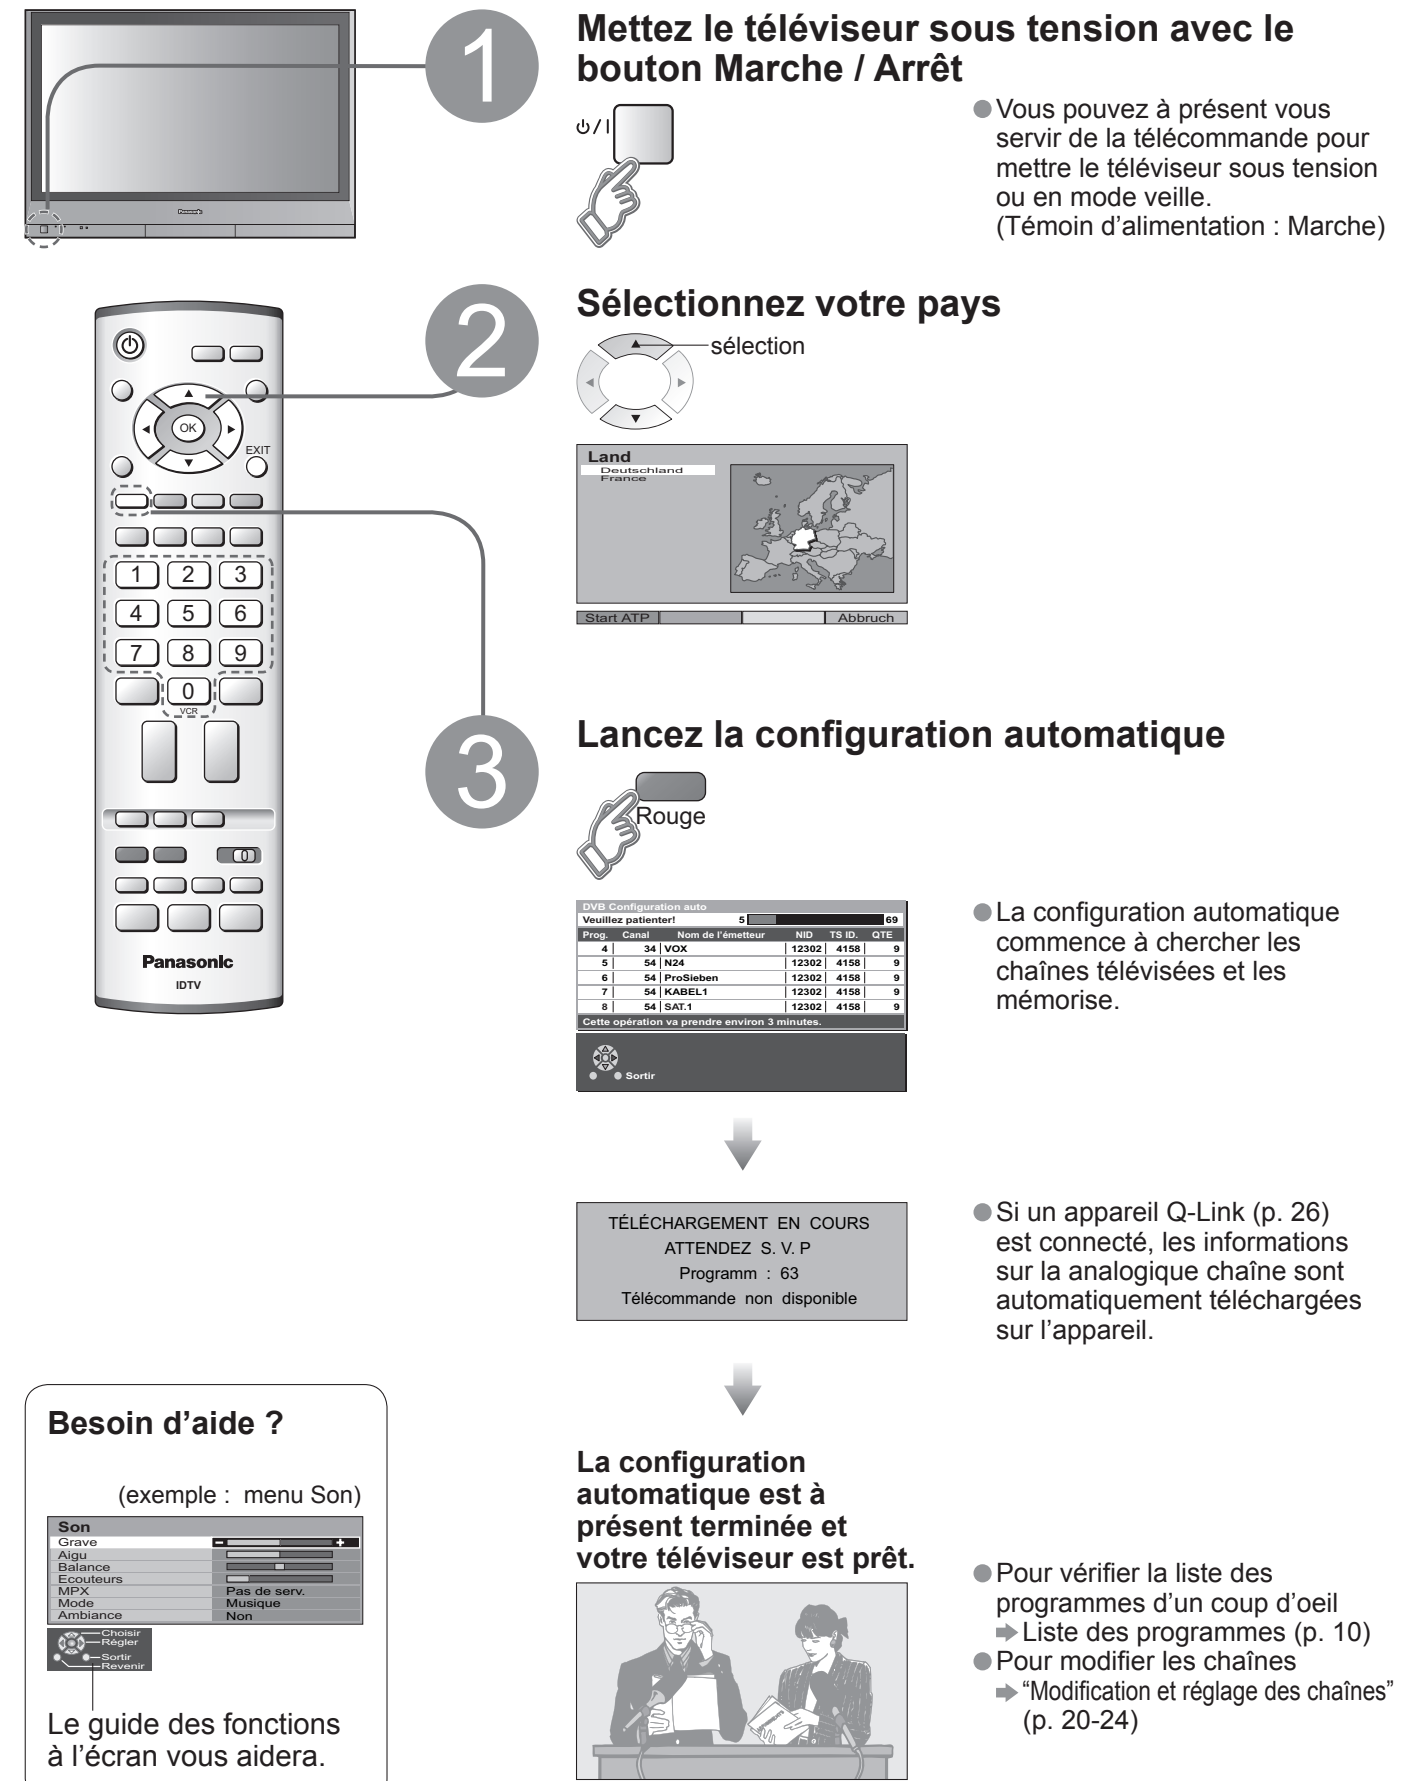 1
Mettez le téléviseur sous tension avec le
bouton Marche / Arrêt
Panasonic
⏻/I
● Vous pouvez à présent vous
servir de la télécommande pour
mettre le téléviseur sous tension
ou en mode veille.
(Témoin d’alimentation : Marche)
2
Sélectionnez votre pays
sélection
Land
Deutschland
France
Start ATP Abbruch
OK
EXIT
1 2 3
4 5 6
7 8 9
0
VCR
Panasonic
IDTV
3
Lancez la configuration automatique
Rouge
DVB Configuration auto
Veuillez patienter! 5 69
Prog. Canal Nom de l'émetteur NID TS ID. QTE
4 34 VOX 12302 4158 9
5 54 N24 12302 4158 9
6 54 ProSieben 12302 4158 9
7 54 KABEL1 12302 4158 9
8 54 SAT.1 12302 4158 9
Cette opération va prendre environ 3 minutes.
Sortir
● La configuration automatique
commence à chercher les
chaînes télévisées et les
mémorise.
TÉLÉCHARGEMENT EN COURS
ATTENDEZ S. V. P
Programm : 63
Télécommande non disponible
● Si un appareil Q-Link (p. 26)
est connecté, les informations
sur la analogique chaîne sont
automatiquement téléchargées
sur l’appareil.
La configuration
automatique est à
présent terminée et
votre téléviseur est prêt.
● Pour vérifier la liste des
programmes d’un coup d’oeil
➡ Liste des programmes (p. 10)
● Pour modifier les chaînes
➡ “Modification et réglage des chaînes”
(p. 20-24)
Besoin d’aide ?
(exemple : menu Son)
Son
Grave − +
Aigu
Balance
Ecouteurs
MPX Pas de serv.
Mode Musique
Ambiance Non
Choisir
Régler
Sortir
Revenir
Le guide des fonctions
à l’écran vous aidera.